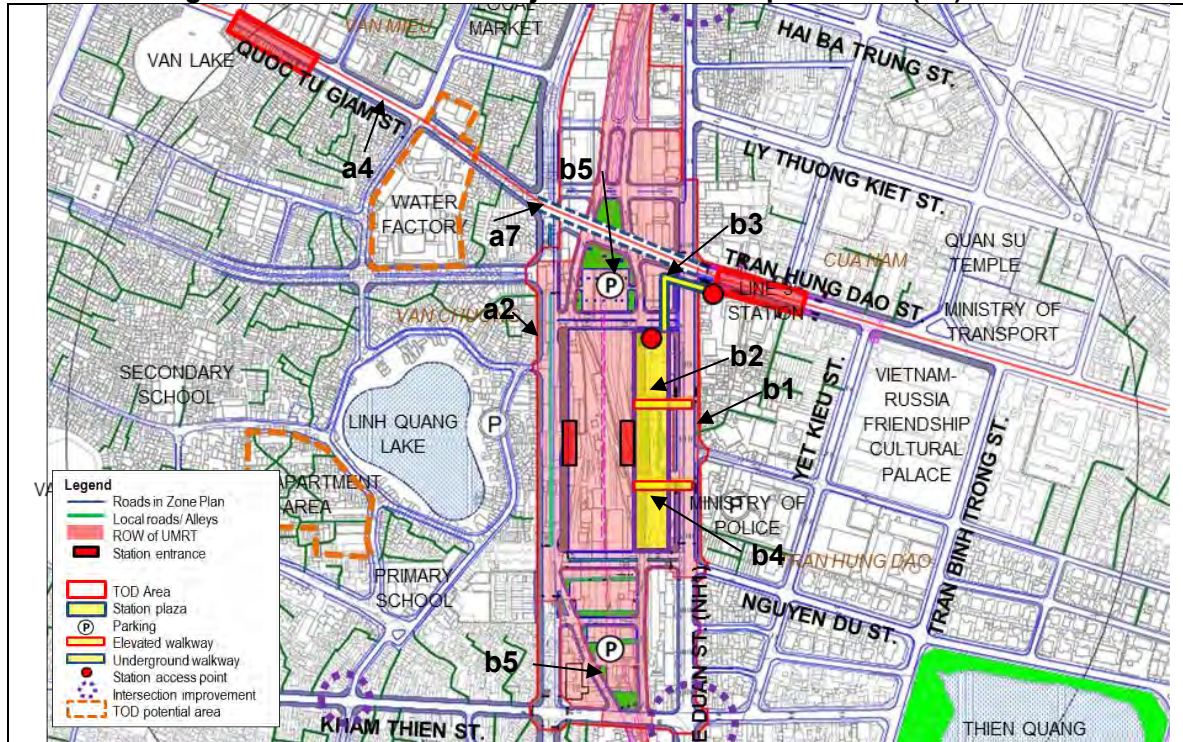 LOCAL
MARKET
VAN MIEU
HAI BA TRUNG ST.
VAN LAKE
QUOC TU GIAM ST.
a4
LY THUONG KIET ST.
b5
WATER
FACTORY
a7
b3
QUAN SU
TEMPLE
CUA NAM
TRAN HUNG DAO ST
LINE 3
STATION
MINISTRY OF
TRANSPORT
P
a2
b2
b1
SECONDARY
SCHOOL
LINH QUANG
LAKE
P
YET KIEU ST.
VIETNAM-
RUSSIA
FRIENDSHIP
CULTURAL
PALACE
TRAN BINH TRONG ST.
APARTMENT
AREA
MINISTRY OF
POLICE
P
b4
TRAN HUNG DAO
PRIMARY
SCHOOL
NGUYEN DU ST.
E DUAN ST. (NH1)
P
b5
KHAM THIEN ST.
THIEN QUANG
Legend
Roads in Zone Plan
Local roads/ Alleys
ROW of UMRT
Station entrance
TOD Area
Station plaza
P Parking
Elevated walkway
Underground walkway
Station access point
Intersection improvement
TOD potential area